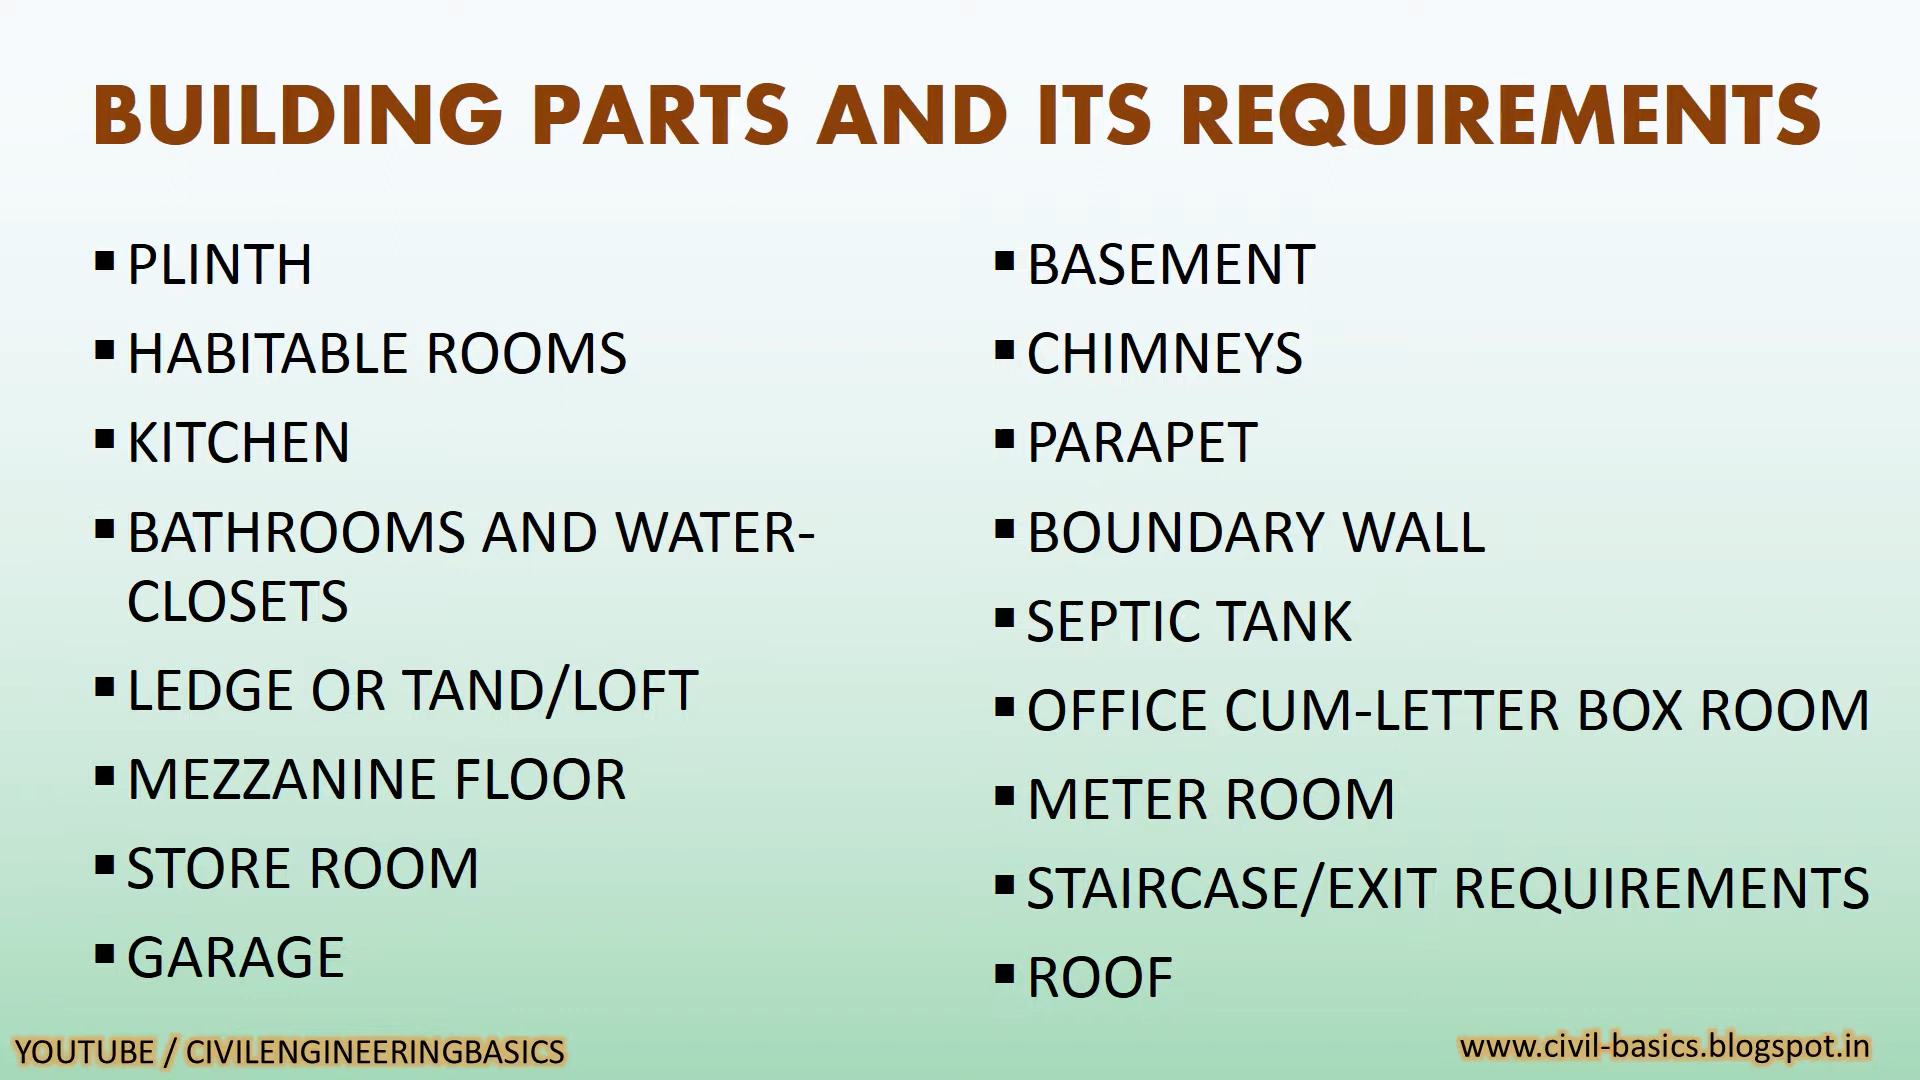 BUILDING PARTS AND ITS REQUIREMENTS
▪ PLINTH
▪ HABITABLE ROOMS
▪ KITCHEN
▪ BATHROOMS AND WATER-
CLOSETS
▪ LEDGE OR TAND/LOFT
▪ MEZZANINE FLOOR
▪ STORE ROOM
▪ GARAGE
▪ BASEMENT
▪ CHIMNEYS
▪ PARAPET
▪ BOUNDARY WALL
▪ SEPTIC TANK
▪ OFFICE CUM-LETTER BOX ROOM
▪ METER ROOM
▪ STAIRCASE/EXIT REQUIREMENTS
▪ ROOF
YOUTUBE / CIVILENGINEERINGBASICS
www.civil-basics.blogspot.in